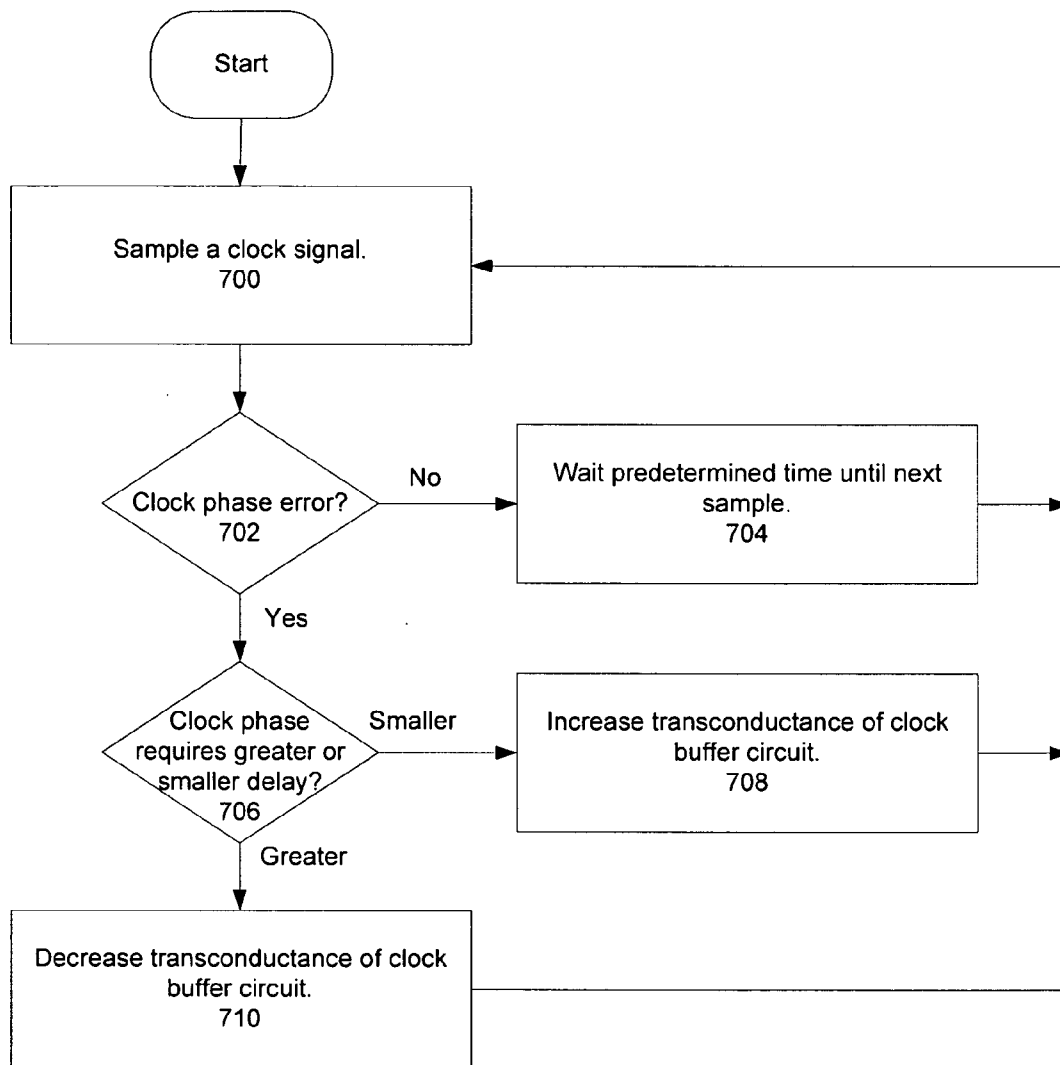 Start
Sample a clock signal.
700
Clock phase error?
702
No
Wait predetermined time until next
sample.
704
Yes
Clock phase
requires greater or
smaller delay?
706
Smaller
Increase transconductance of clock
buffer circuit.
708
Greater
Decrease transconductance of clock
buffer circuit.
710